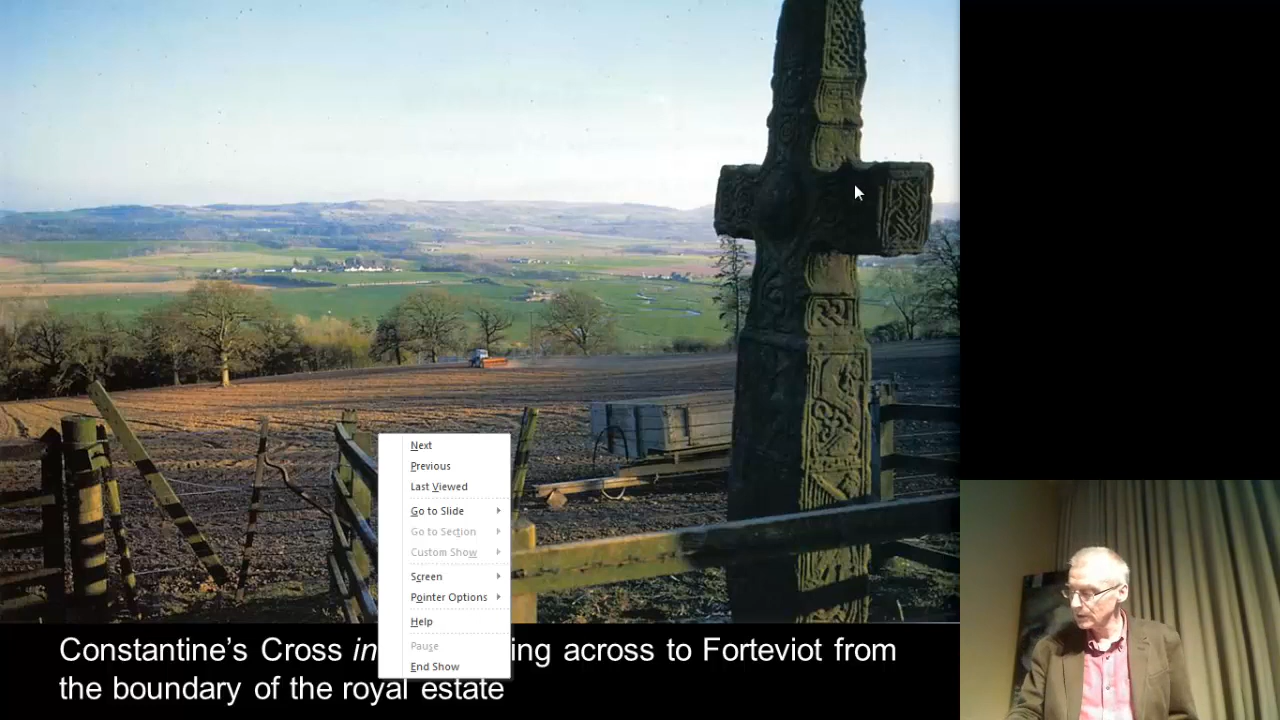 Next
Previous
Last Viewed
Go to Slide
Go to Section
Custom Show
Screen
Pointer Options
Help
Pause
End Show
Constantine's Cross in ing across to Forteviot from
the boundary of the royal estate